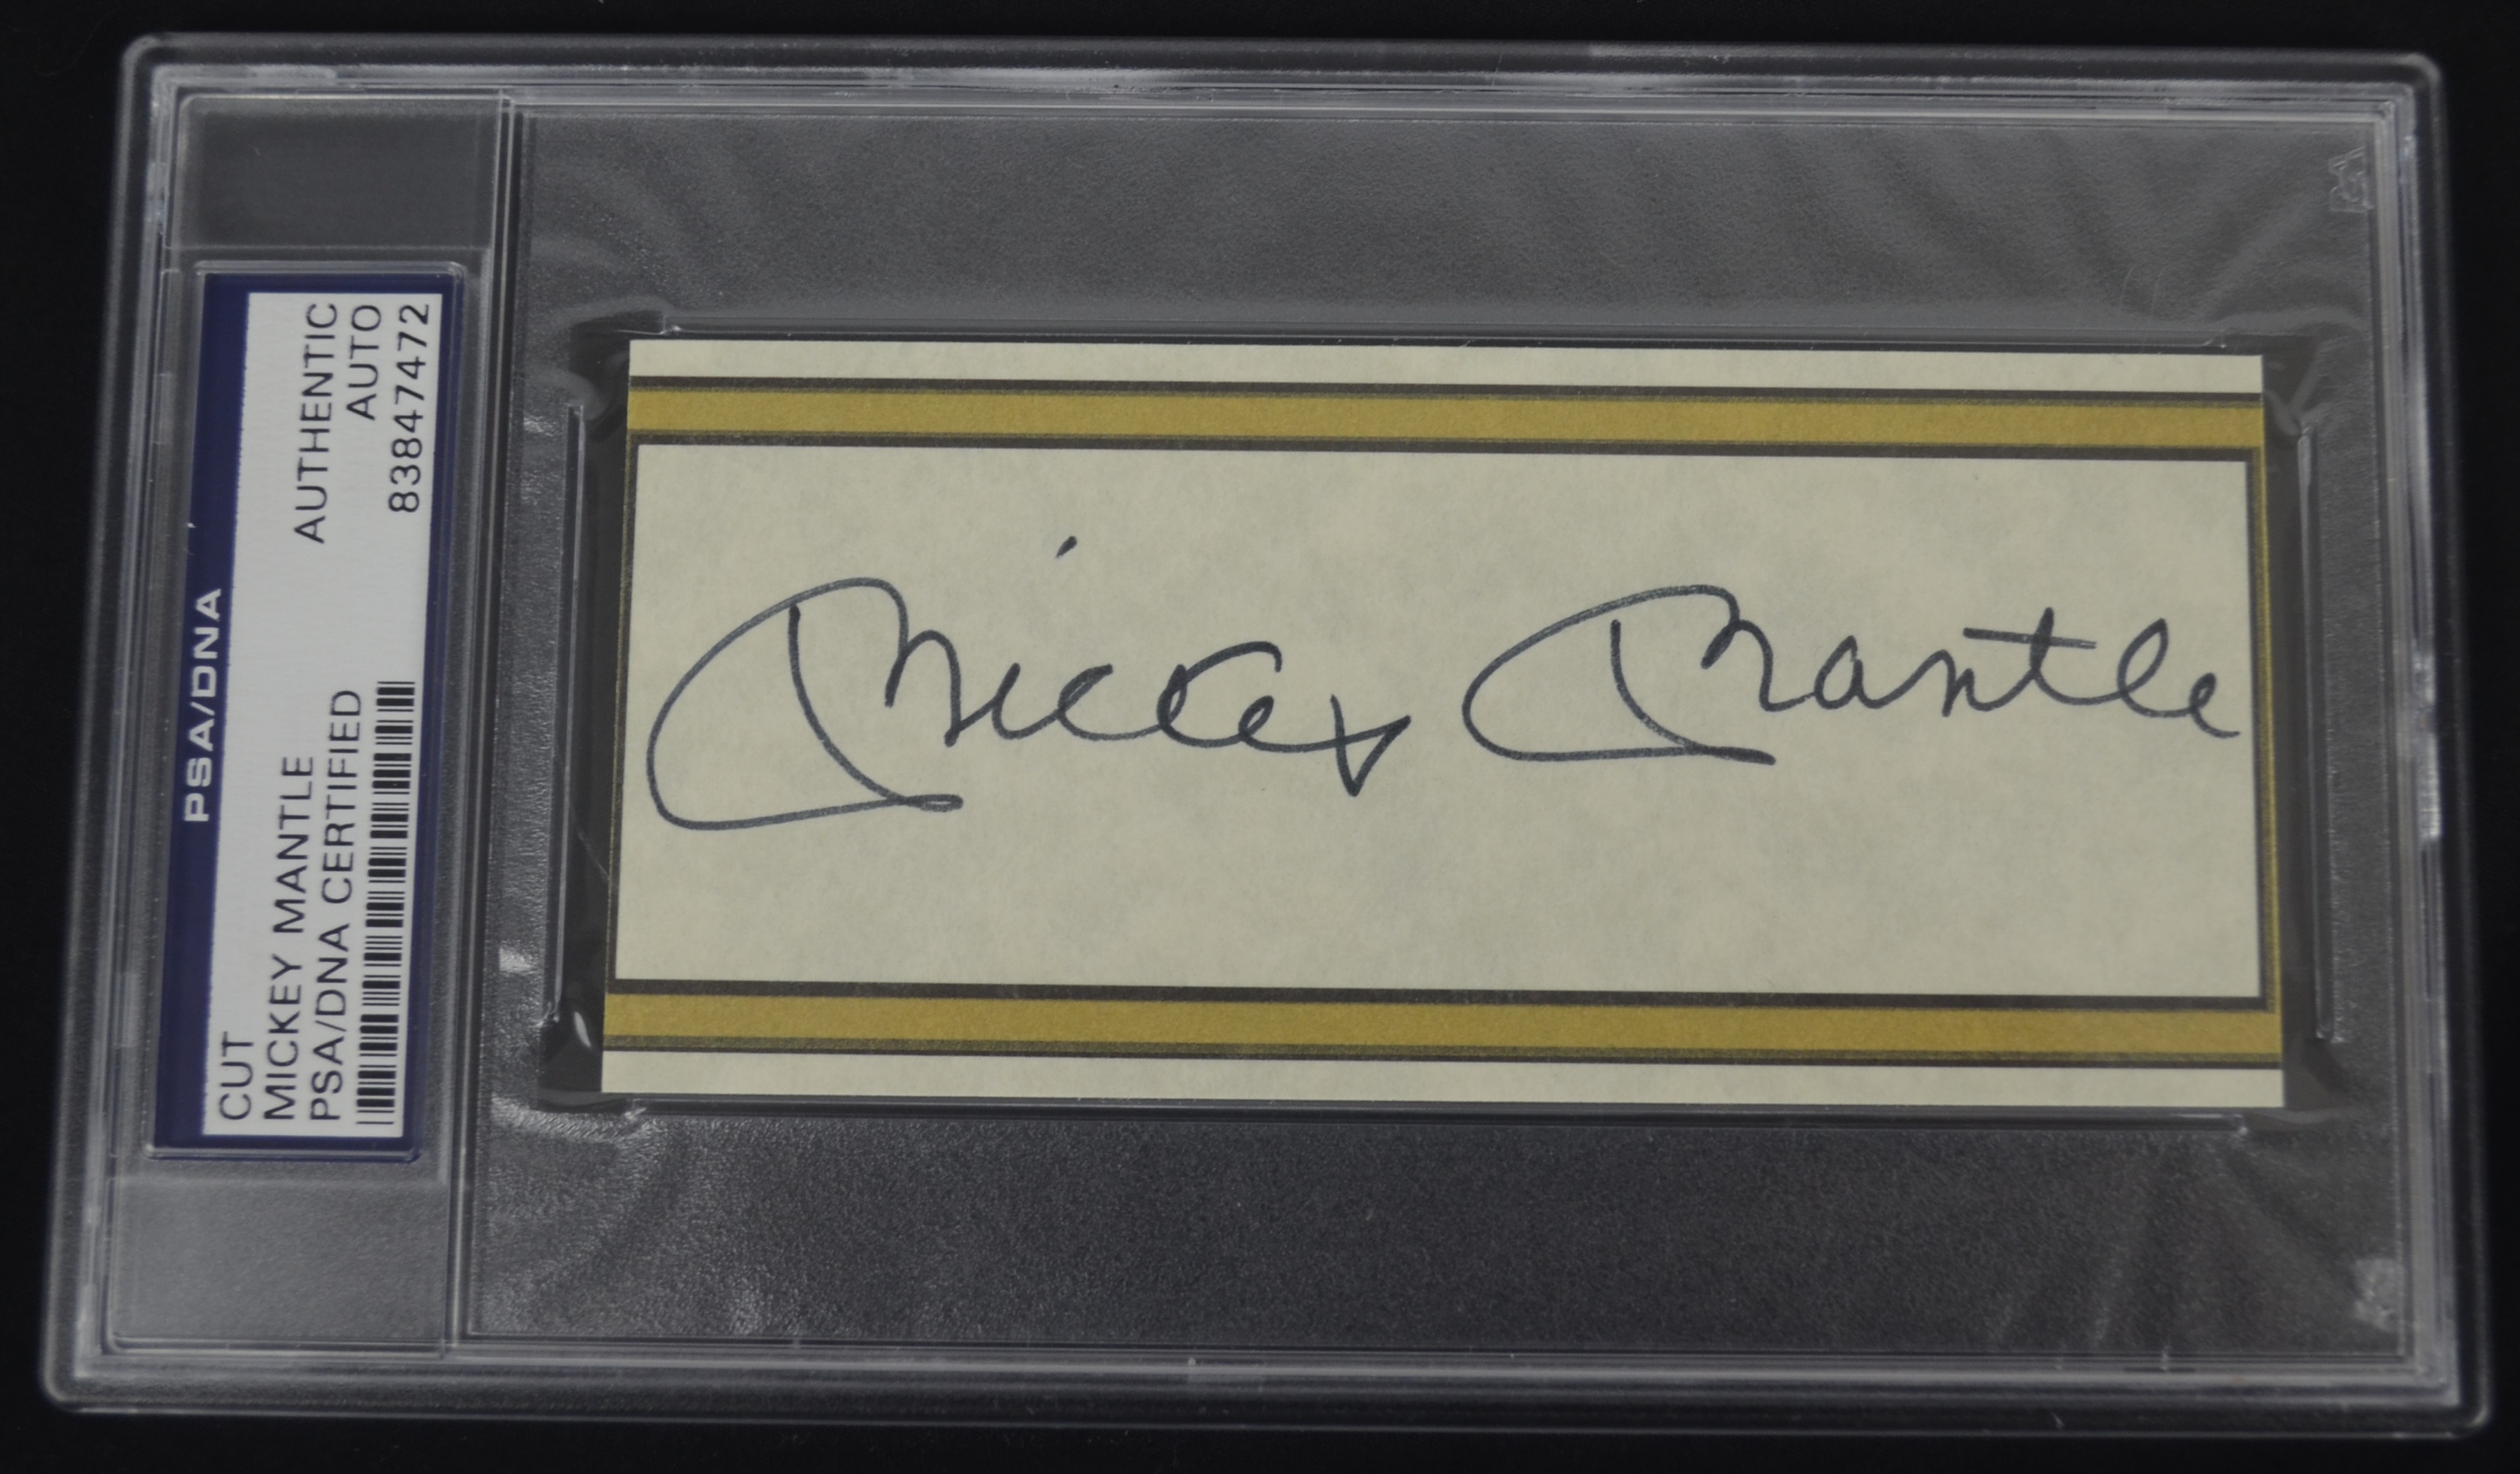 PSA/DNA
CUT
AUTHENTIC
MICKEY MANTLE
AUTO
PSA/DNA CERTIFIED
83847472
Mickey Mantle